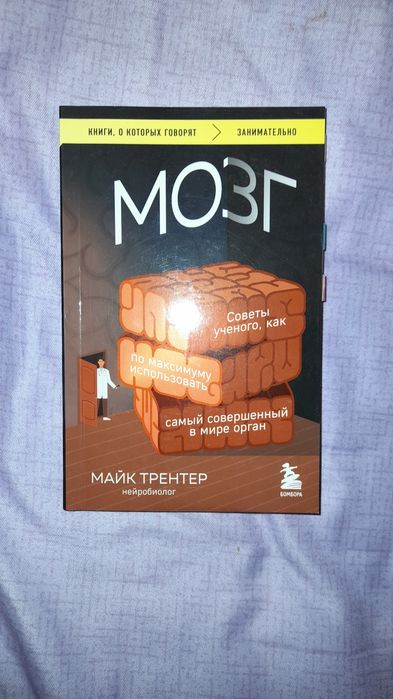 КНИГИ, О КОТОРЫХ ГОВОРЯТ > ЗАНИМАТЕЛЬНО
МОЗГ
Советы
ученого, как
по максимуму
использовать
самый совершенный
в мире орган
МАЙК ТРЕНТЕР
нейробиолог
БОМБОРА